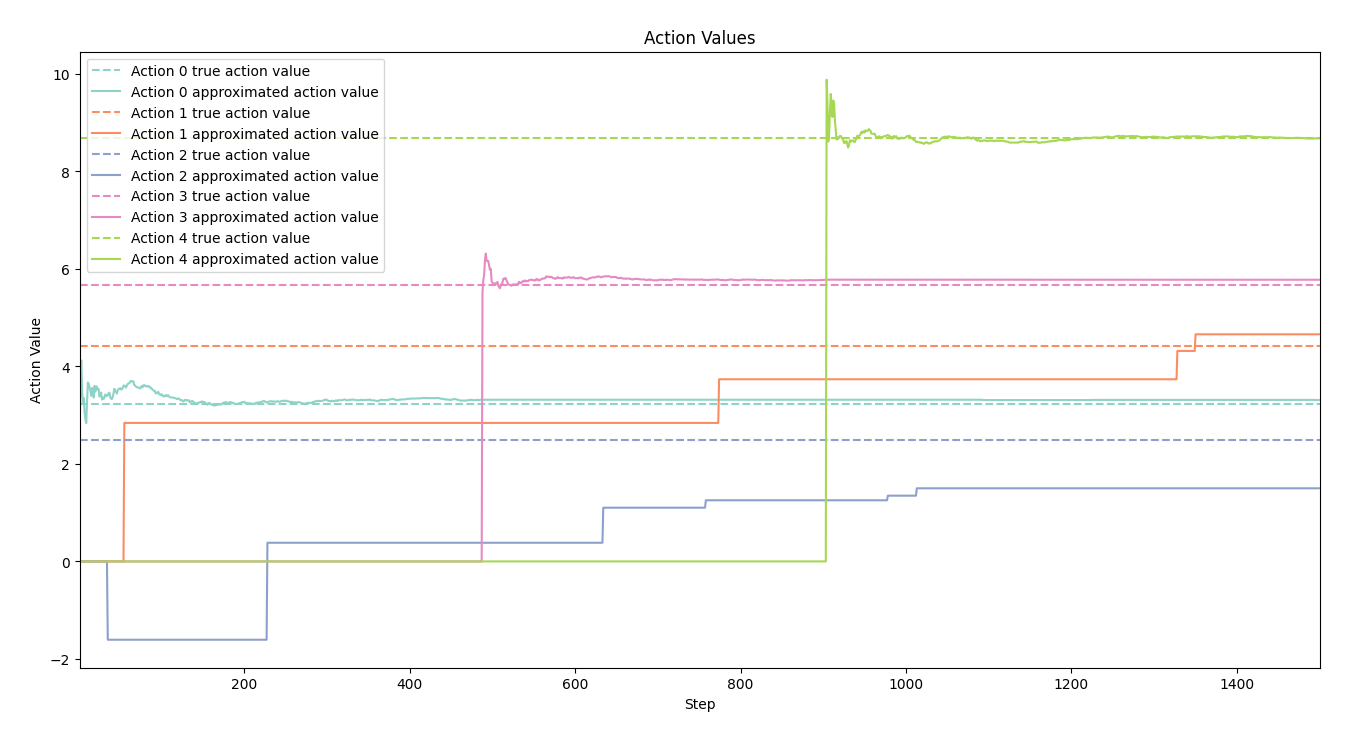 Action Values
Action 0 true action value
Action 0 approximated action value
Action 1 true action value
Action 1 approximated action value
Action 2 true action value
Action 2 approximated action value
Action 3 true action value
Action 3 approximated action value
Action 4 true action value
Action 4 approximated action value
Action Value
10
8
6
4
2
0
−2
200 400 600 800 1000 1200 1400
Step